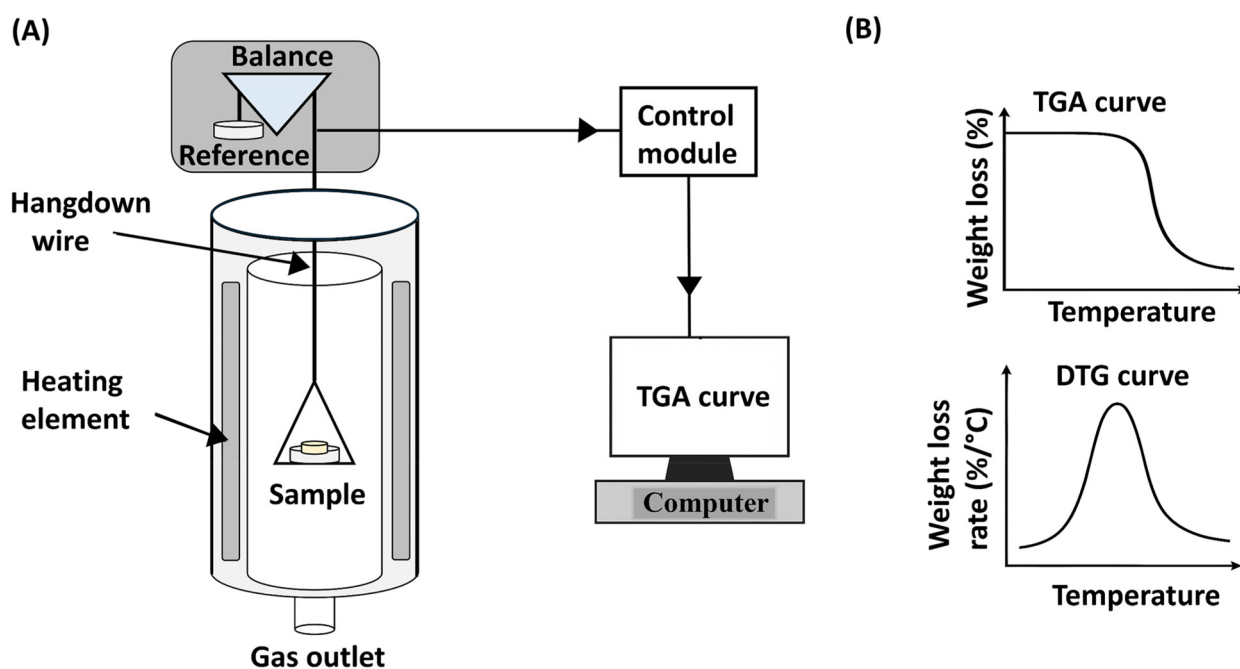 (A)
Balance
Reference
Control
module
Hangdown
wire
Heating
element
Sample
Gas outlet
TGA curve
Computer
(B)
TGA curve
Weight loss (%)
Temperature
DTG curve
Weight loss
rate (%/°C)
Temperature